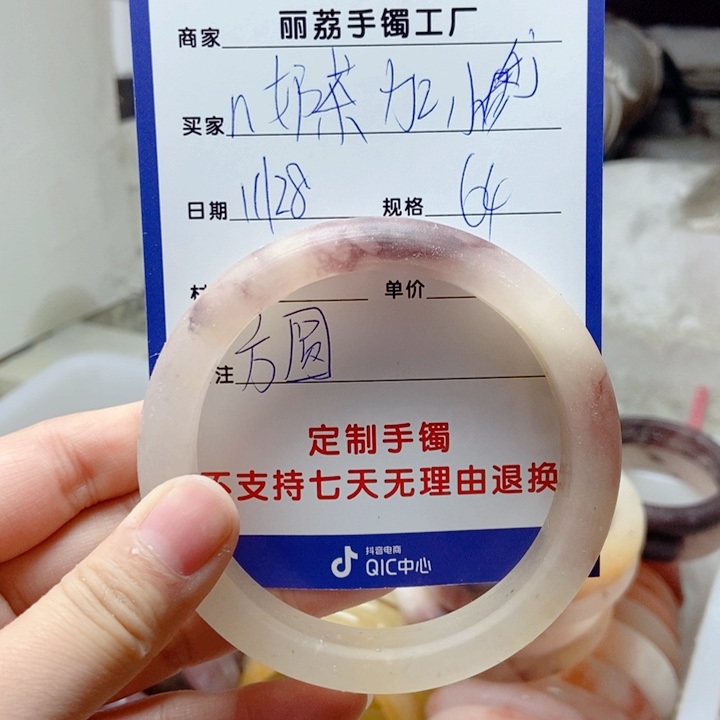 商家 丽荔手镯工厂
买家 n 奶茶加小
日期 11/28 规格 64
单价
注 方圆
定制手镯
不支持七天无理由退换
抖音电商
QIC中心